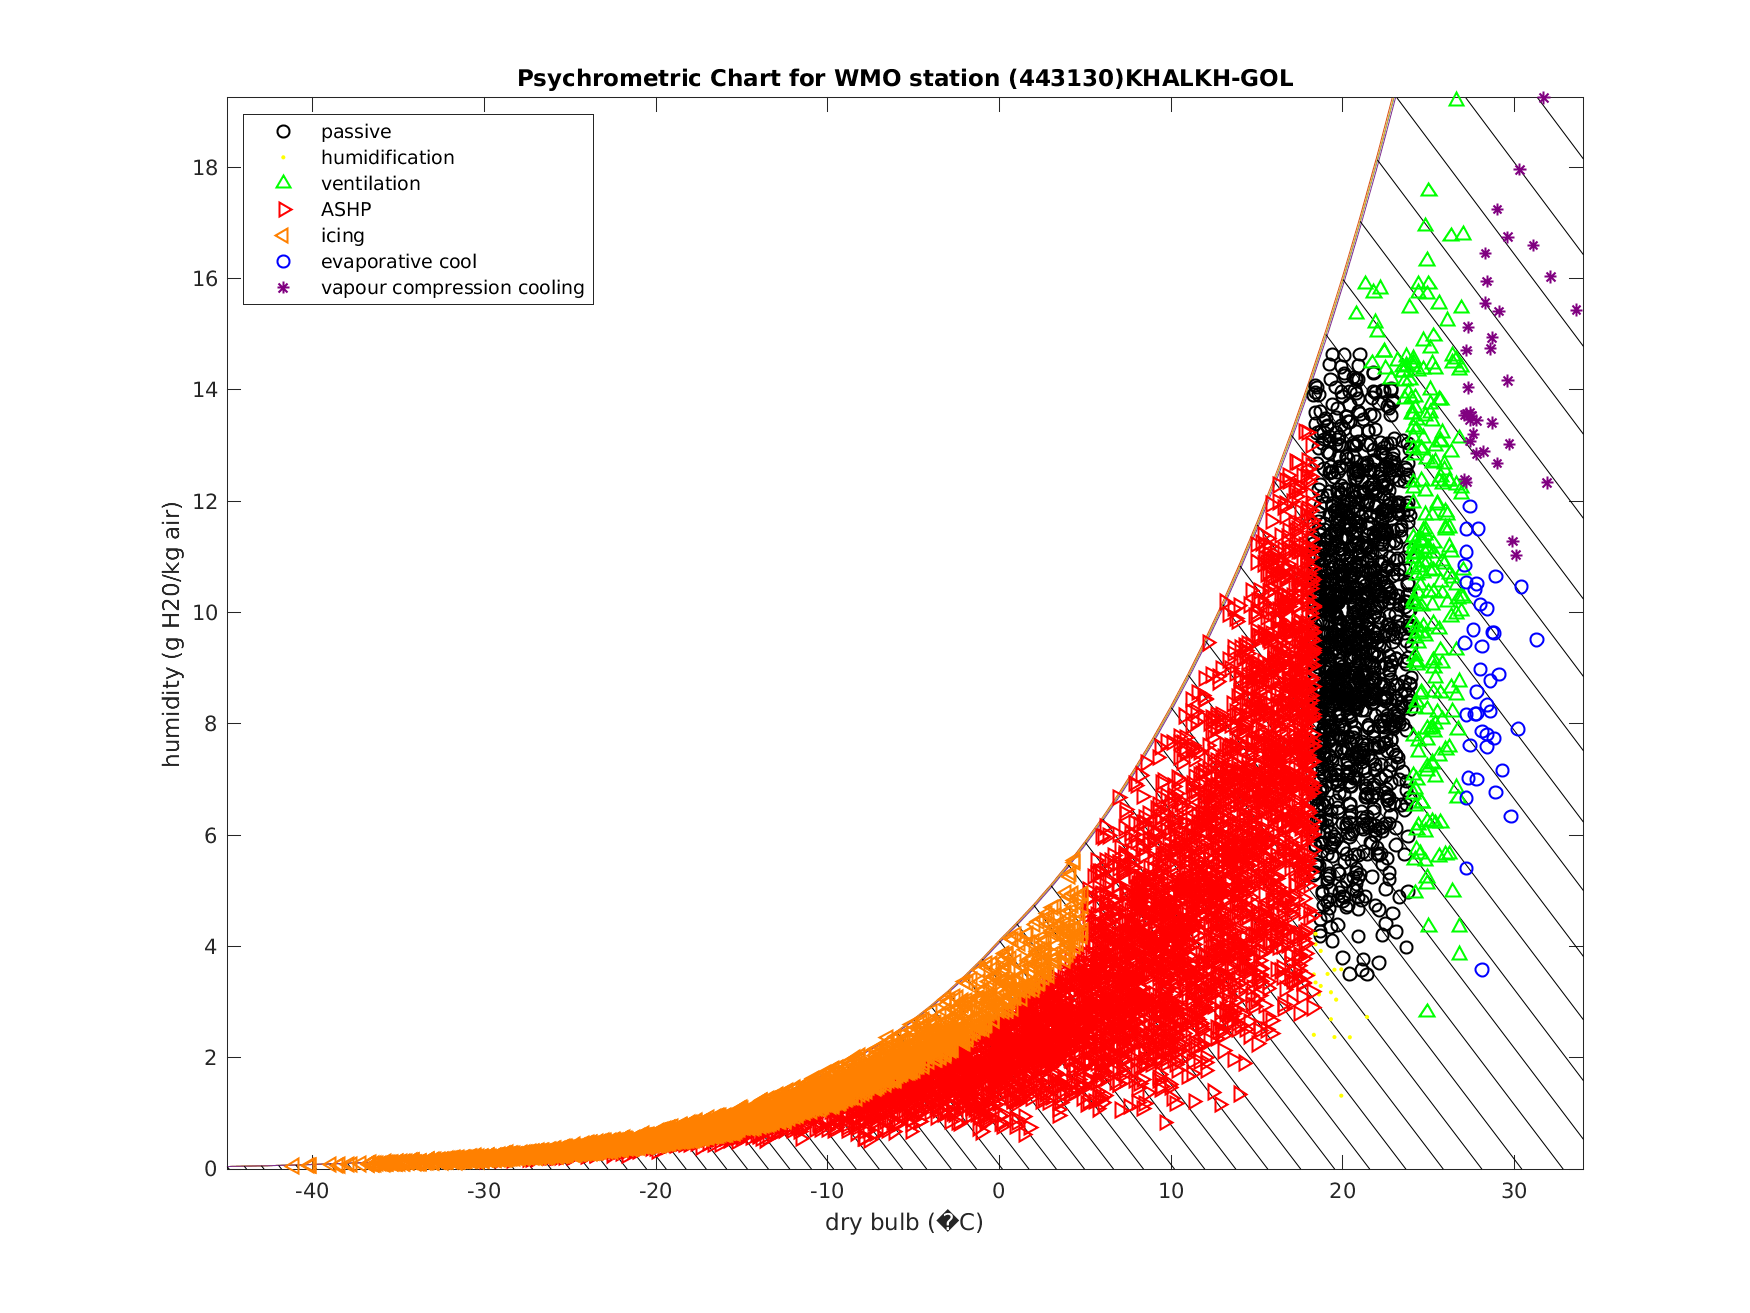 Psychrometric Chart for WMO station (443130)KHALKH-GOL
passive
humidification
ventilation
ASHP
icing
evaporative cool
vapour compression cooling
humidity (g H20/kg air)
18
16
14
12
10
8
6
4
2
0
-40 -30 -20 -10 0 10 20 30
dry bulb (�C)